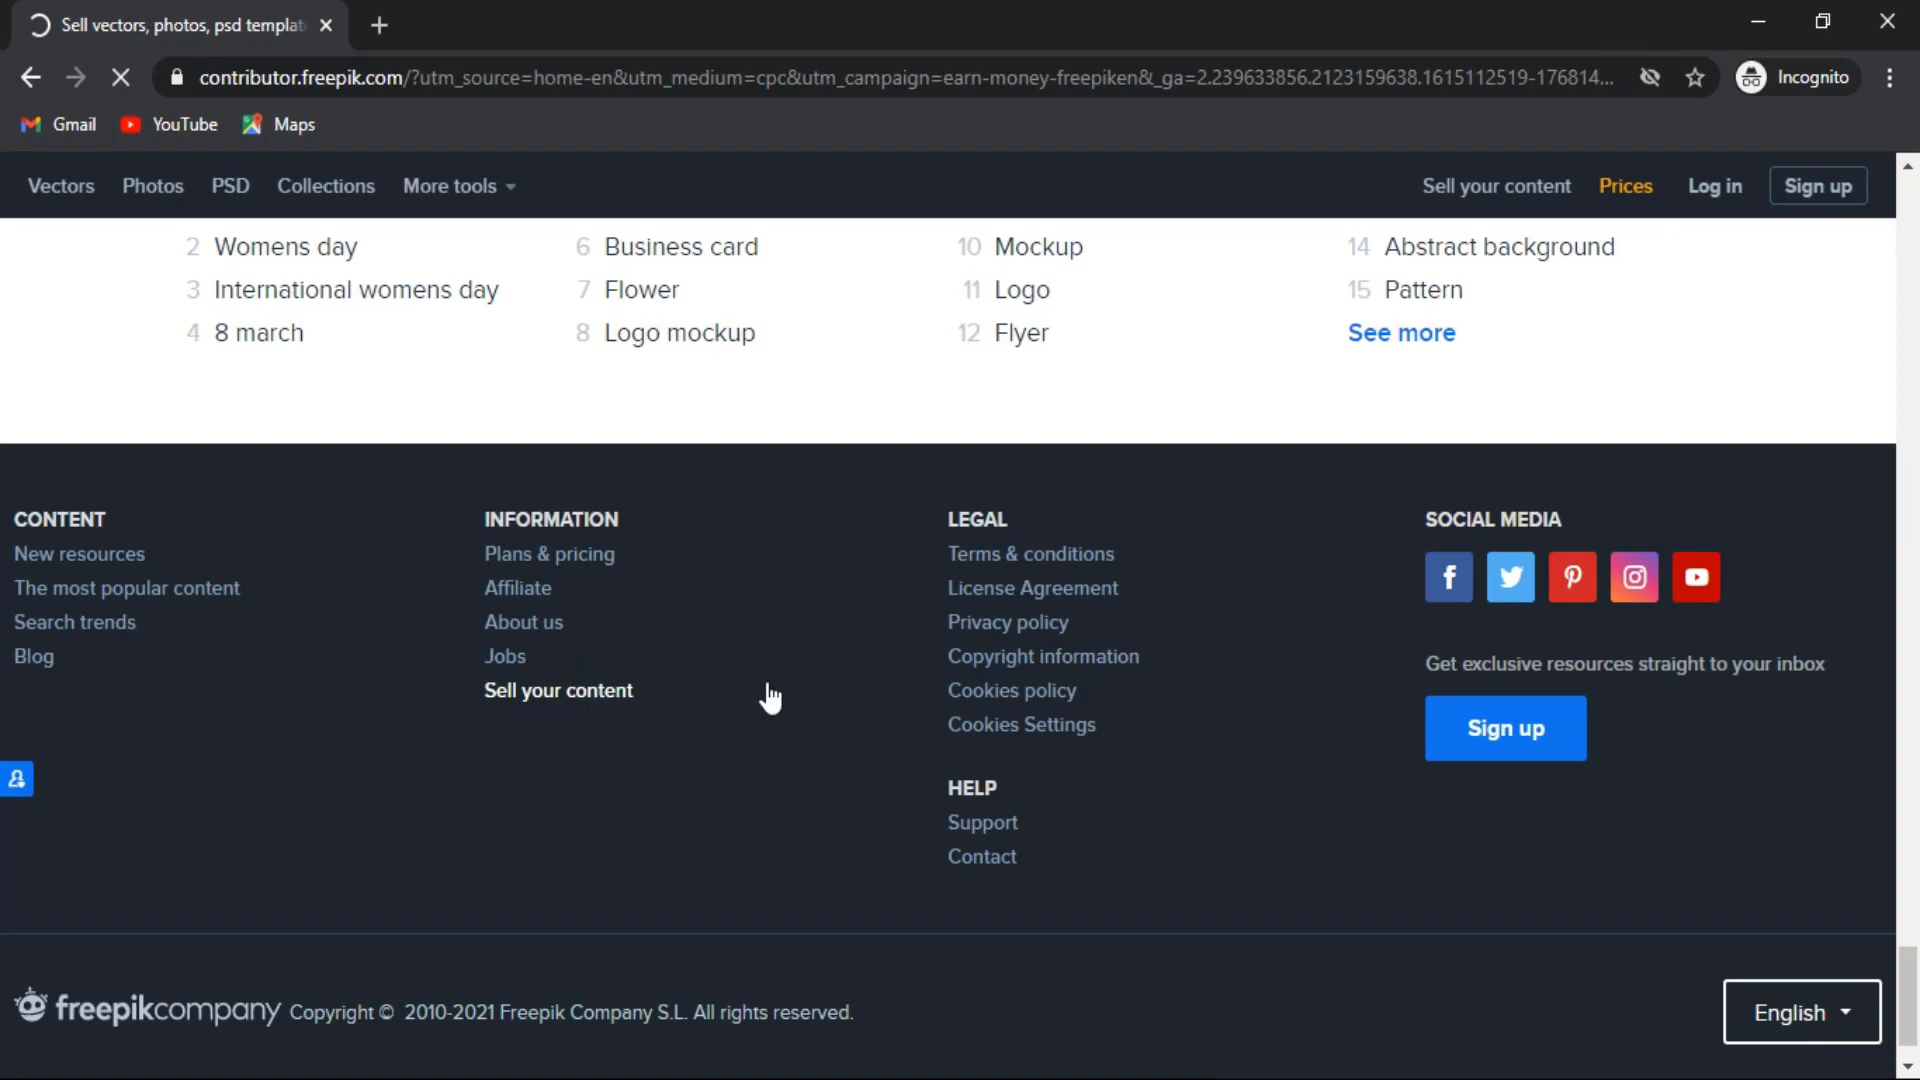 Sell vectors, photos, psd templat
contributor.freepik.com/?utm_source=home-en&utm_medium=cpc&utm_campaign=earn-money-freepiken&_ga=2.239633856.2123159638.1615112519-176814...
Incognito
Gmail YouTube Maps
Vectors Photos PSD Collections More tools Sell your content Prices Log in Sign up
2 Womens day 6 Business card 10 Mockup 14 Abstract background
3 International womens day 7 Flower 11 Logo 15 Pattern
4 8 march 8 Logo mockup 12 Flyer See more
CONTENT
New resources
The most popular content
Search trends
Blog
INFORMATION
Plans & pricing
Affiliate
About us
Jobs
Sell your content
LEGAL
Terms & conditions
License Agreement
Privacy policy
Copyright information
Cookies policy
Cookies Settings
HELP
Support
Contact
SOCIAL MEDIA
Get exclusive resources straight to your inbox
Sign up
freepikcompany Copyright © 2010-2021 Freepik Company S.L. All rights reserved.
English